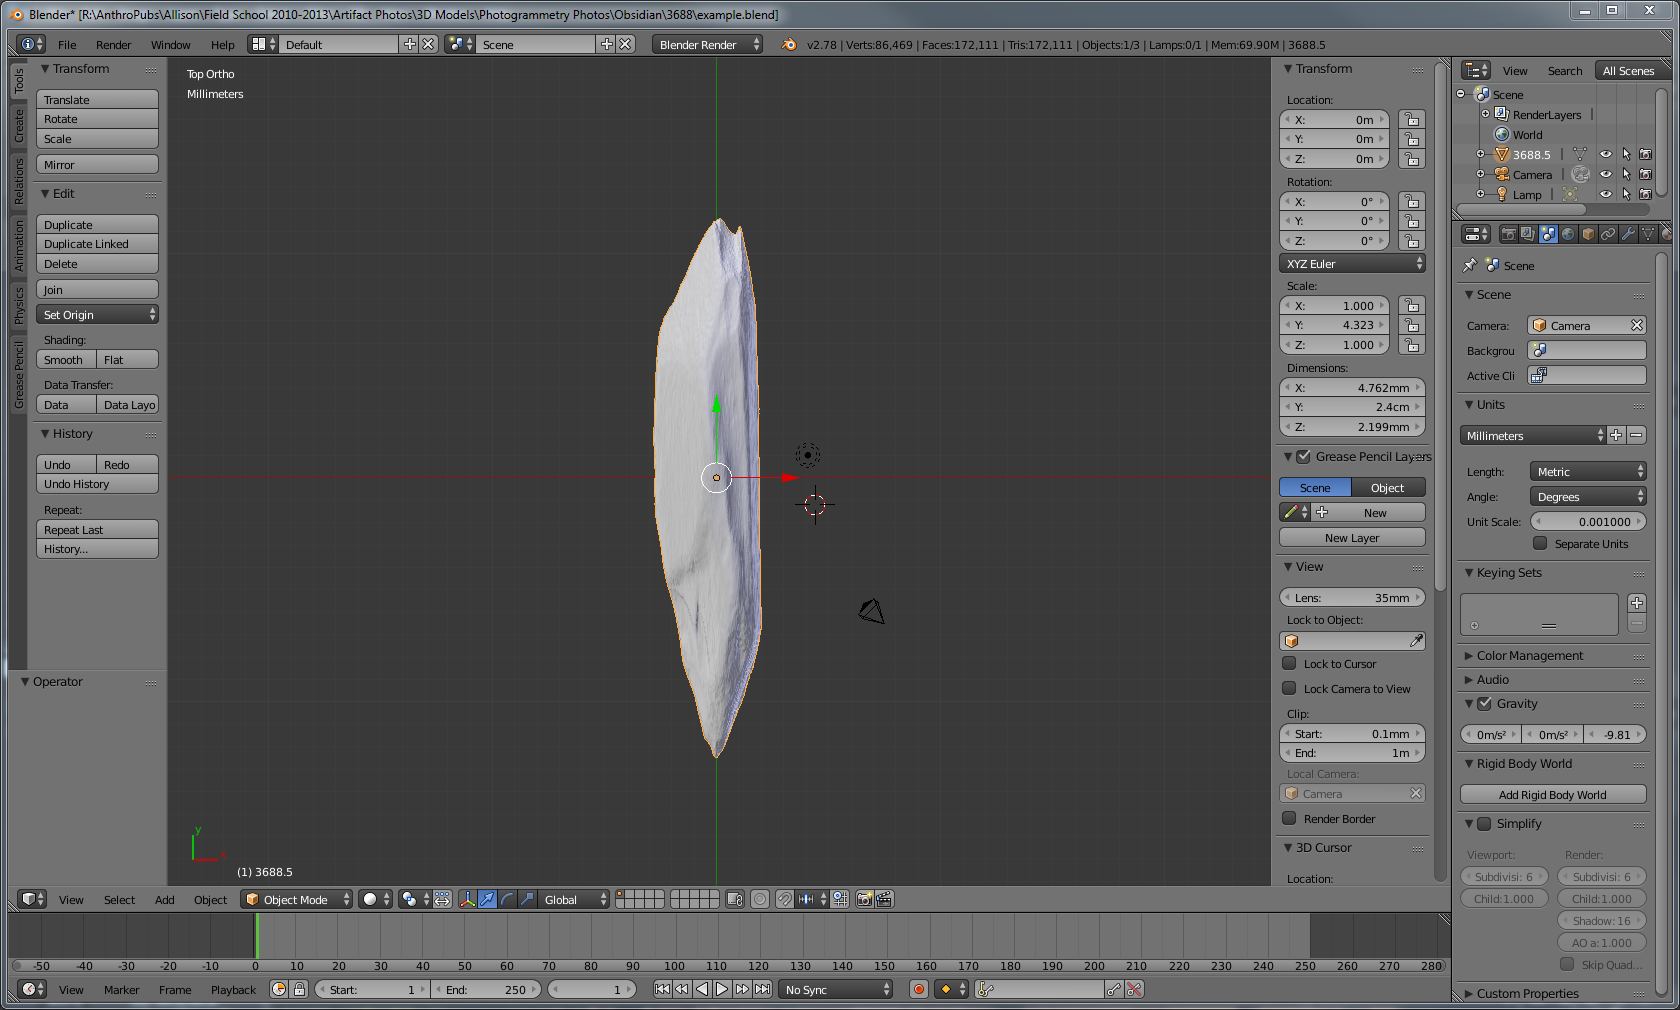 Blender* [R:\AnthroPubs\Allison\Field School 2010-2013\Artifact Photos\3D Models\Photogrammetry Photos\Obsidian\3688\example.blend]
File Render Window Help Default Scene Blender Render v2.78 | Verts:86,469 | Faces:172,111 | Tris:172,111 | Objects:1/3 | Lamps:0/1 | Mem:69.90M | 3688.5
Tools
Create
Relations
Animation
Physics
Grease Pencil
Transform
Translate
Rotate
Scale
Mirror
Edit
Duplicate
Duplicate Linked
Delete
Join
Set Origin
Shading:
Smooth Flat
Data Transfer:
Data Data Layo
History
Undo Redo
Undo History
Repeat:
Repeat Last
History...
Operator
Top Ortho
Millimeters
y
(1) 3688.5
Transform
Location:
X: 0m
Y: 0m
Z: 0m
Rotation:
X: 0°
Y: 0°
Z: 0°
XYZ Euler
Scale:
X: 1.000
Y: 4.323
Z: 1.000
Dimensions:
X: 4.762mm
Y: 2.4cm
Z: 2.199mm
Grease Pencil Layers
Scene Object
New
New Layer
View
Lens: 35mm
Lock to Object:
Lock to Cursor
Lock Camera to View
Clip:
Start: 0.1mm
End: 1m
Local Camera:
Camera
Render Border
3D Cursor
Location:
View Search All Scenes
Scene
RenderLayers
World
3688.5
Camera
Lamp
Scene
Scene
Camera: Camera
Backgrou
Active Cli
Units
Millimeters
Length: Metric
Angle: Degrees
Unit Scale: 0.001000
Separate Units
Keying Sets
Color Management
Audio
Gravity
0m/s² 0m/s² -9.81
Rigid Body World
Add Rigid Body World
Simplify
Viewport: Render:
Subdivisi: 6 Subdivisi: 6
Child:1.000 Child:1.000
Shadow:16
AO a:1.000
Skip Quad...
Custom Properties
View Select Add Object Object Mode Global
-50 -40 -30 -20 -10 0 10 20 30 40 50 60 70 80 90 100 110 120 130 140 150 160 170 180 190 200 210 220 230 240 250 260 270 280
View Marker Frame Playback Start: 1 End: 250 1 No Sync